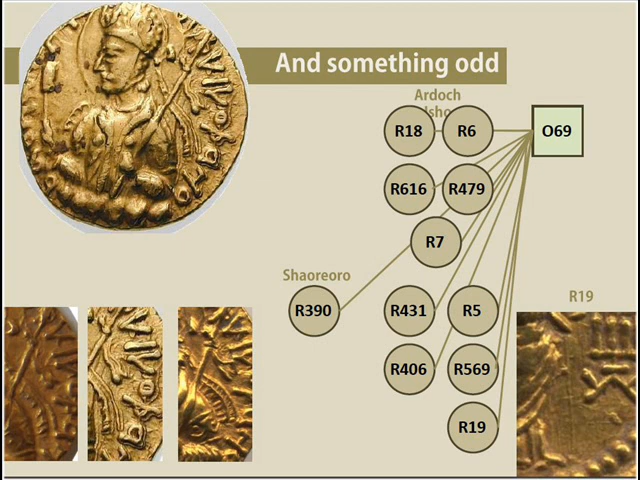 And something odd
Ardoch
R18
R6
O69
R616
R479
R7
Shaoreoro
R390
R431
R5
R19
R406
R569
R19